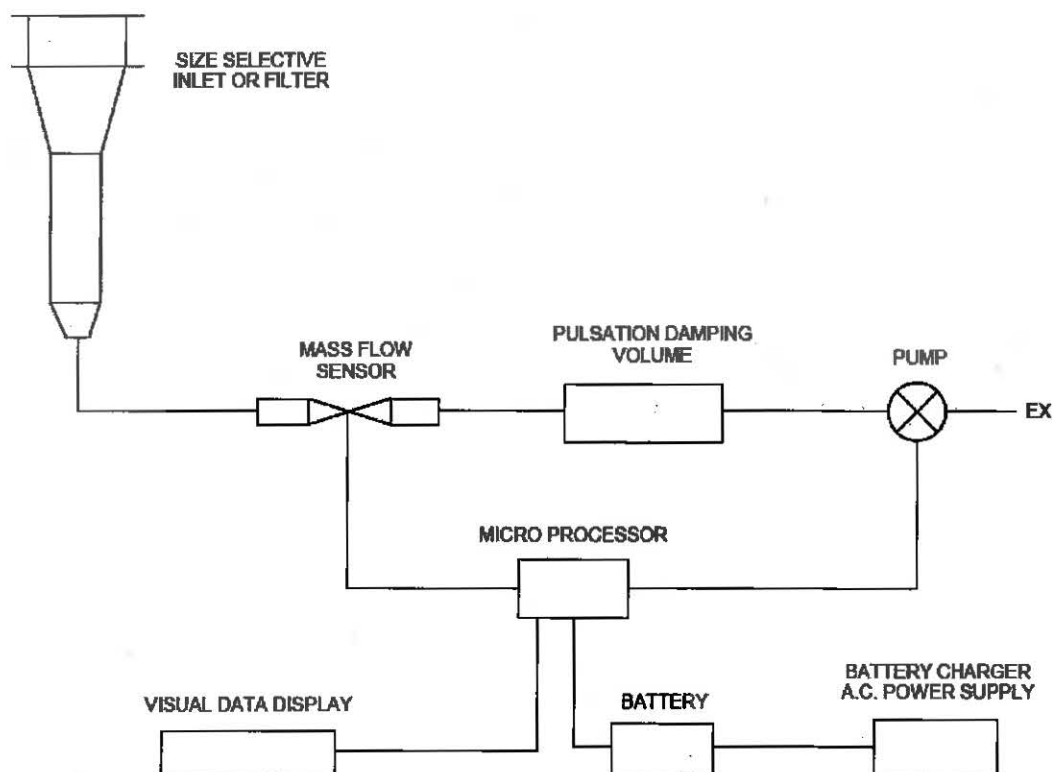 SIZE SELECTIVE
INLET OR FILTER
MASS FLOW
SENSOR
PULSATION DAMPING
VOLUME
PUMP
EX
MICRO PROCESSOR
VISUAL DATA DISPLAY
BATTERY
BATTERY CHARGER
A.C. POWER SUPPLY